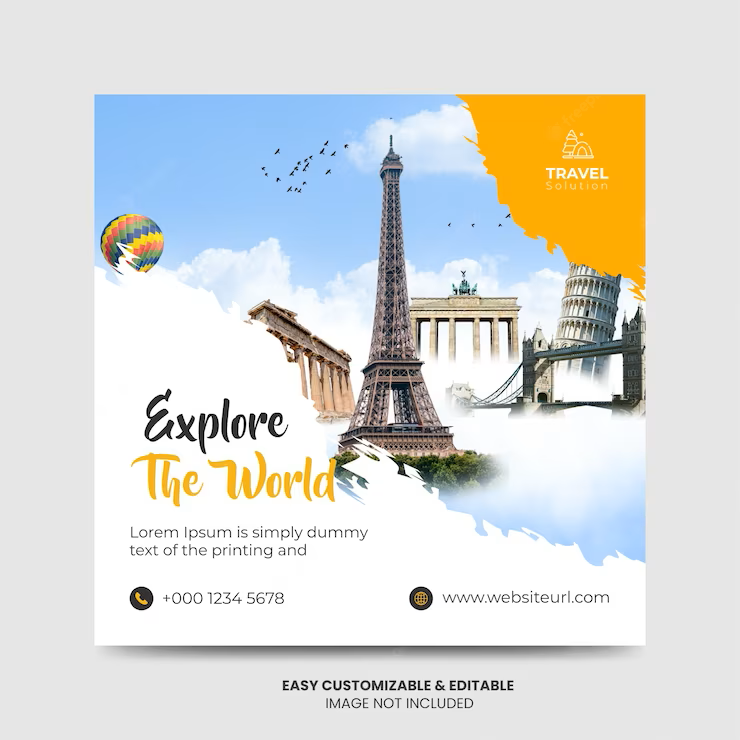 TRAVEL
Solution
Explore
The World
Lorem Ipsum is simply dummy
text of the printing and
+000 1234 5678
www.websiteurl.com
EASY CUSTOMIZABLE & EDITABLE
IMAGE NOT INCLUDED